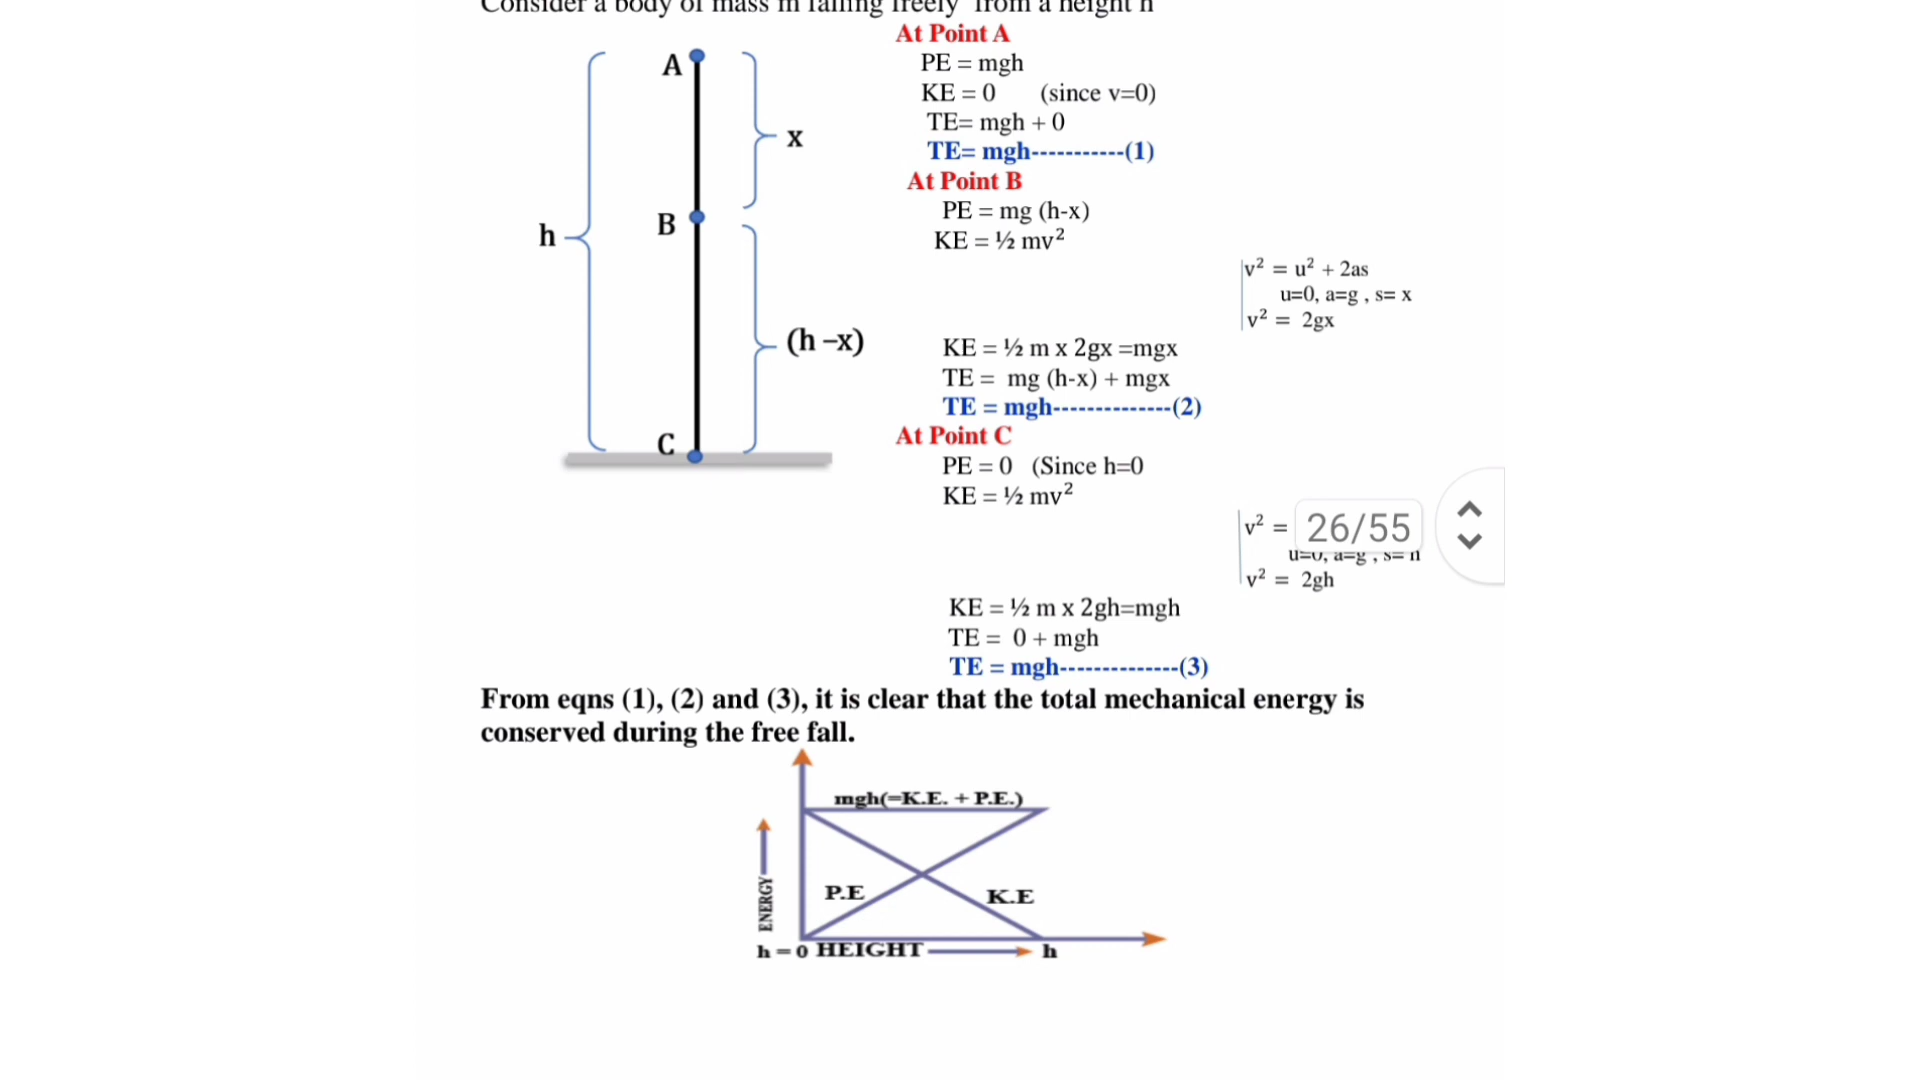 Consider a body of mass m falling freely from a height h
At Point A
PE = mgh
KE = 0 (since v=0)
TE= mgh + 0
TE= mgh-----------(1)
At Point B
PE = mg (h-x)
KE = ½ mv²
v² = u² + 2as
u=0, a=g , s= x
v² = 2gx
KE = ½ m x 2gx =mgx
TE = mg (h-x) + mgx
TE = mgh--------------(2)
At Point C
PE = 0 (Since h=0
KE = ½ mv²
v² =
26/55
u=0, a=g , s= h
v² = 2gh
KE = ½ m x 2gh=mgh
TE = 0 + mgh
TE = mgh--------------(3)
A
x
B
h
(h –x)
C
From eqns (1), (2) and (3), it is clear that the total mechanical energy is
conserved during the free fall.
mgh(=K.E. + P.E.)
ENERGY
P.E
K.E
h = 0 HEIGHT h